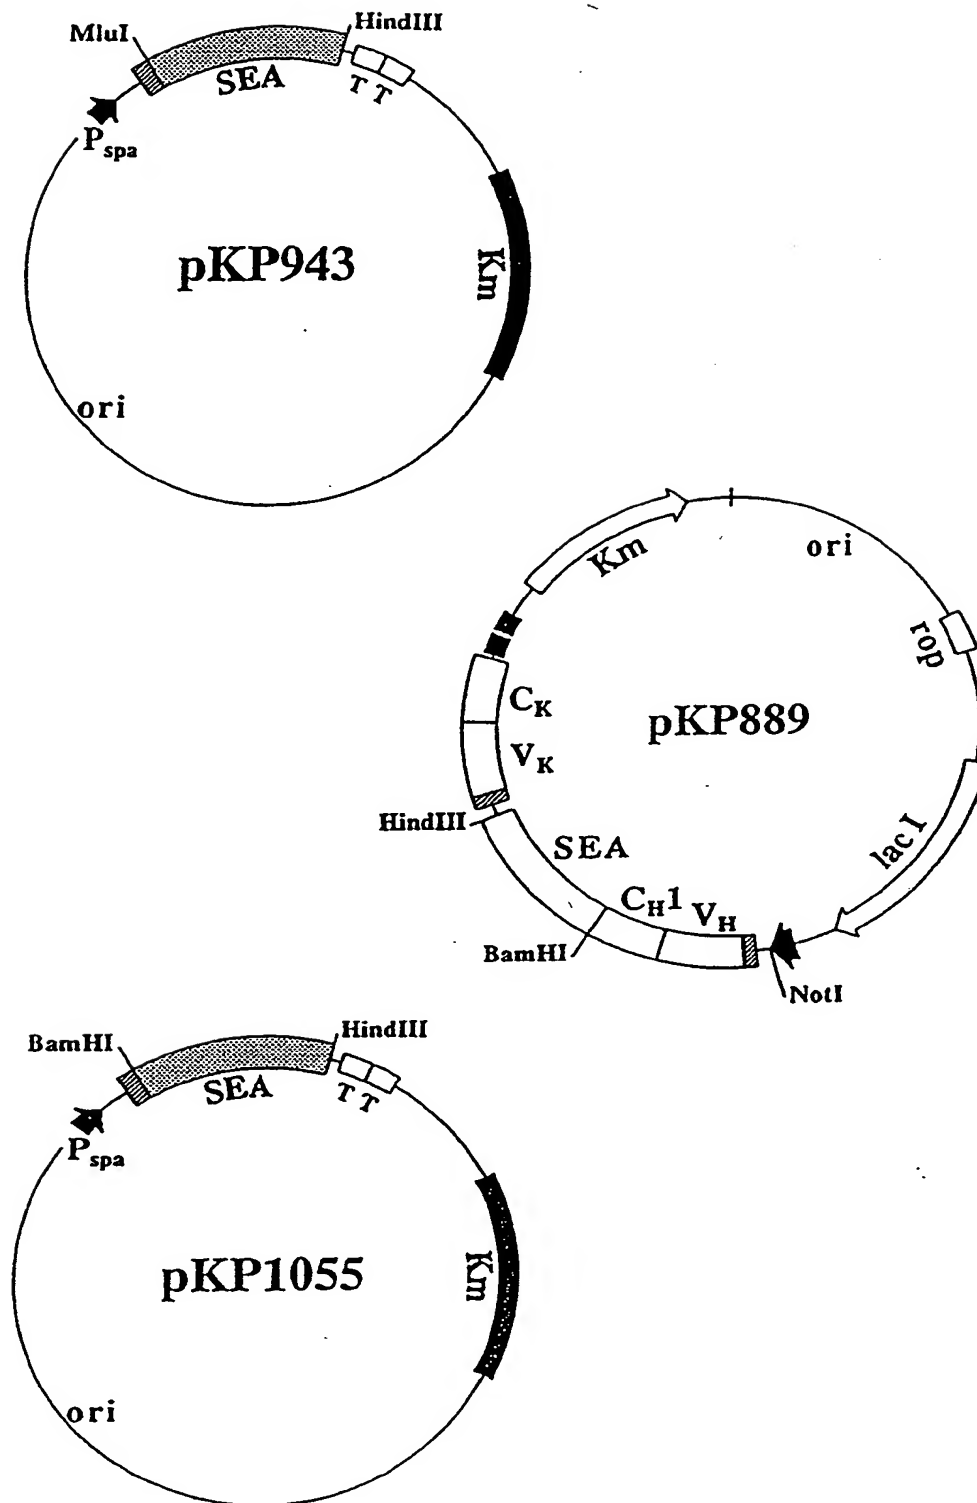 MluI
HindIII
SEA
T T
Pspa
pKP943
Km
ori
Km
ori
rop
CK
pKP889
VK
HindIII
SEA
lac I
CH1
VH
BamHI
NotI
BamHI
HindIII
SEA
T T
Pspa
pKP1055
Km
ori